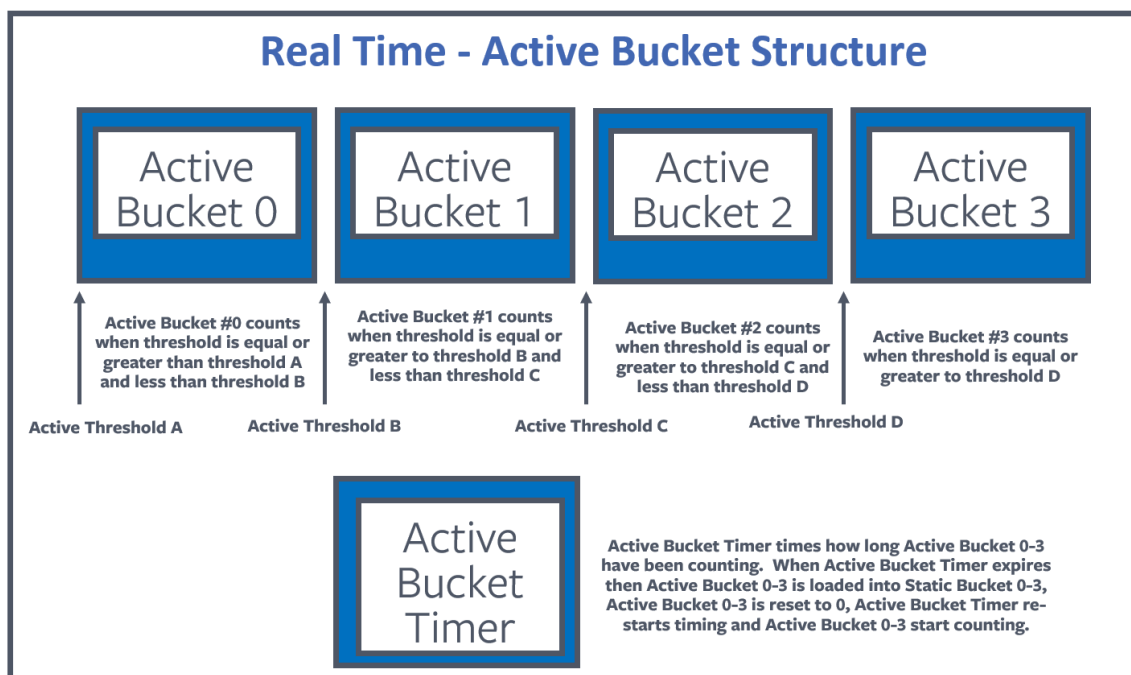 Real Time - Active Bucket Structure
Active
Bucket 0
Active
Bucket 1
Active
Bucket 2
Active
Bucket 3
Active Bucket #0 counts
when threshold is equal or
greater than threshold A
and less than threshold B
Active Bucket #1 counts
when threshold is equal or
greater to threshold B and
less than threshold C
Active Bucket #2 counts
when threshold is equal or
greater to threshold C and
less than threshold D
Active Bucket #3 counts
when threshold is equal or
greater to threshold D
Active Threshold A
Active Threshold B
Active Threshold C
Active Threshold D
Active
Bucket
Timer
Active Bucket Timer times how long Active Bucket 0-3
have been counting. When Active Bucket Timer expires
then Active Bucket 0-3 is loaded into Static Bucket 0-3,
Active Bucket 0-3 is reset to 0, Active Bucket Timer re-
starts timing and Active Bucket 0-3 start counting.